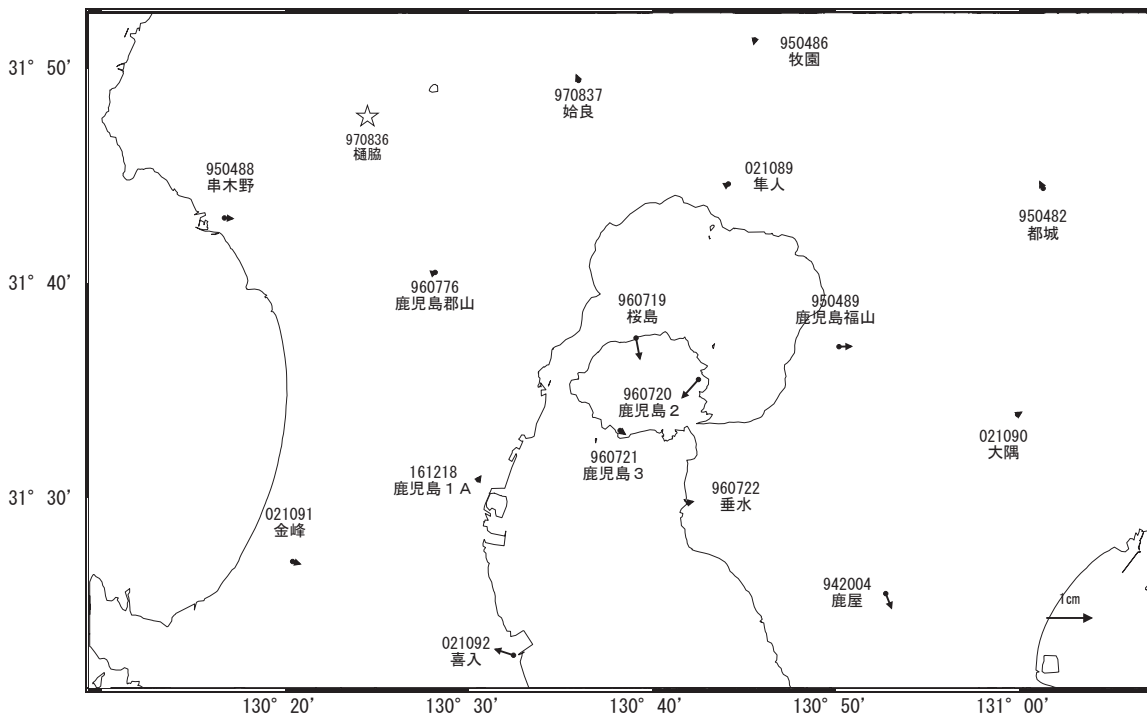 950486
牧園
31° 50'
970837
姶良
970836
樋脇
950488
串木野
021089
隼人
950482
都城
31° 40'
960776
鹿児島郡山
960719
桜島
950489
鹿児島福山
960720
鹿児島２
021090
大隅
960721
鹿児島３
161218
鹿児島１Ａ
31° 30'
960722
垂水
021091
金峰
942004
鹿屋
1cm
021092
喜入
130° 20'
130° 30'
130° 40'
130° 50'
131° 00'